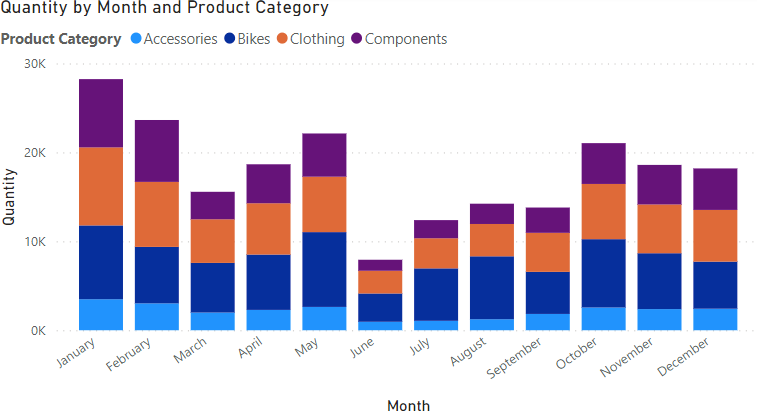 Quantity by Month and Product Category
Product Category Accessories Bikes Clothing Components
30K
20K
10K
0K
Quantity
January February March April May June July August September October November December
Month